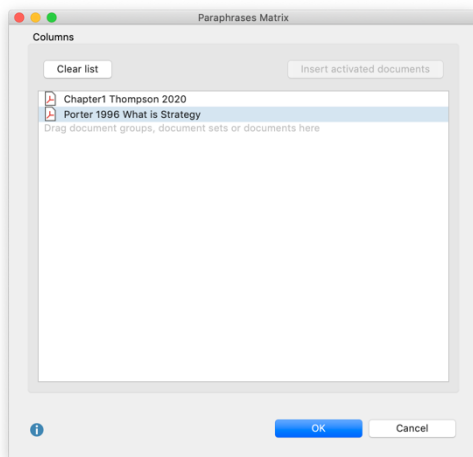 Paraphrases Matrix
Columns
Clear list
Insert activated documents
Chapter1 Thompson 2020
Porter 1996 What is Strategy
Drag document groups, document sets or documents here
OK
Cancel